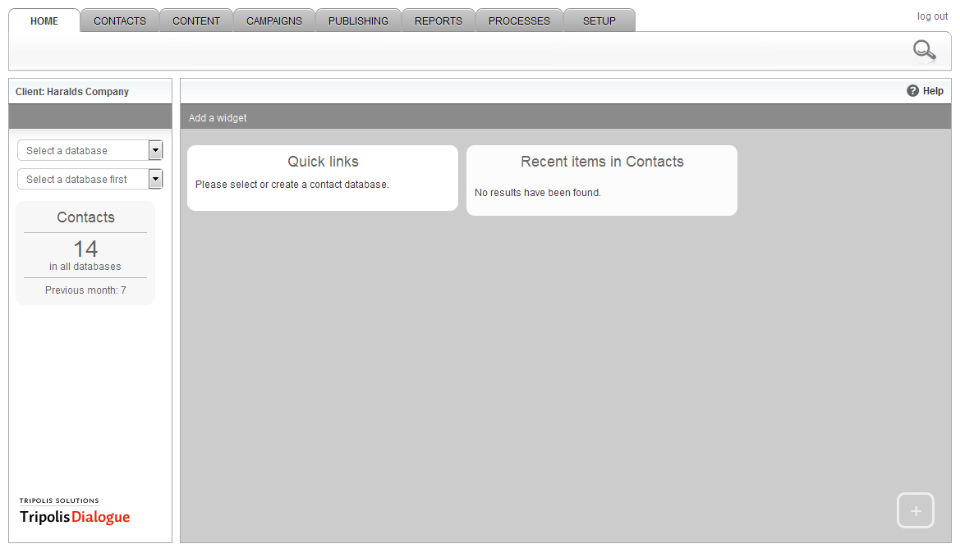 HOME CONTACTS CONTENT CAMPAIGNS PUBLISHING REPORTS PROCESSES SETUP log out
Client: Haralds Company
Help
Add a widget
Select a database
Select a database first
Contacts
14
in all databases
Previous month: 7
Quick links
Please select or create a contact database.
Recent items in Contacts
No results have been found.
TRIPOLIS SOLUTIONS
TripolisDialogue